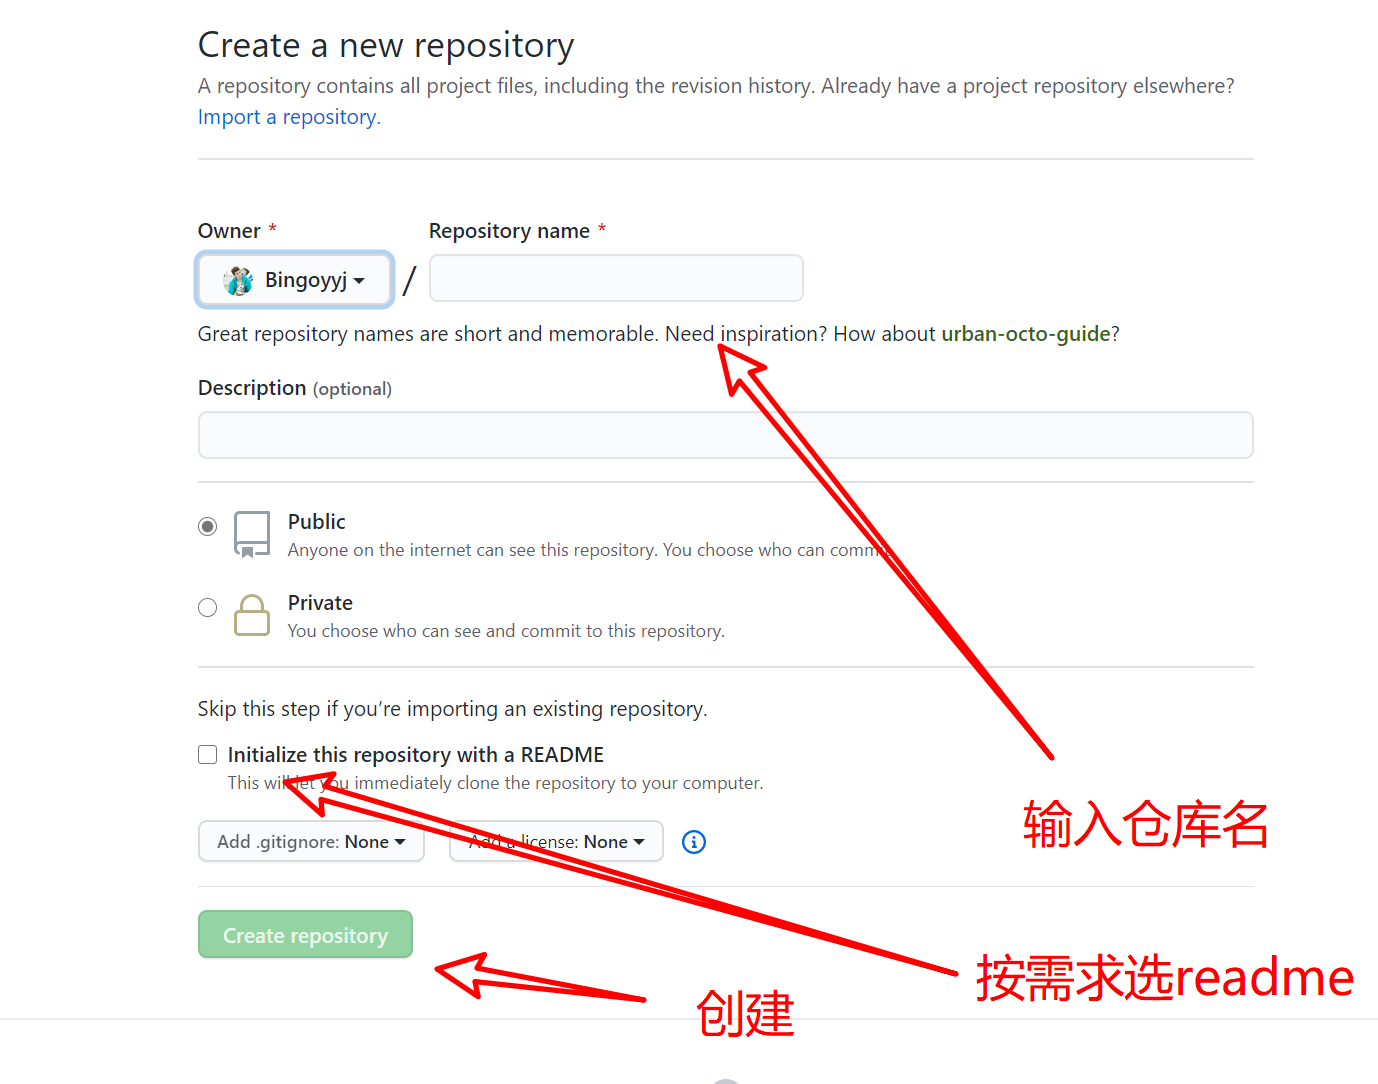 Create a new repository
A repository contains all project files, including the revision history. Already have a project repository elsewhere?
Import a repository.
Owner *
Repository name *
Bingoyyj
/
Great repository names are short and memorable. Need inspiration? How about urban-octo-guide?
Description (optional)
Public
Anyone on the internet can see this repository. You choose who can commit.
Private
You choose who can see and commit to this repository.
Skip this step if you’re importing an existing repository.
Initialize this repository with a README
This will let you immediately clone the repository to your computer.
输入仓库名
Add .gitignore: None
Add a license: None
Create repository
按需求选readme
创建